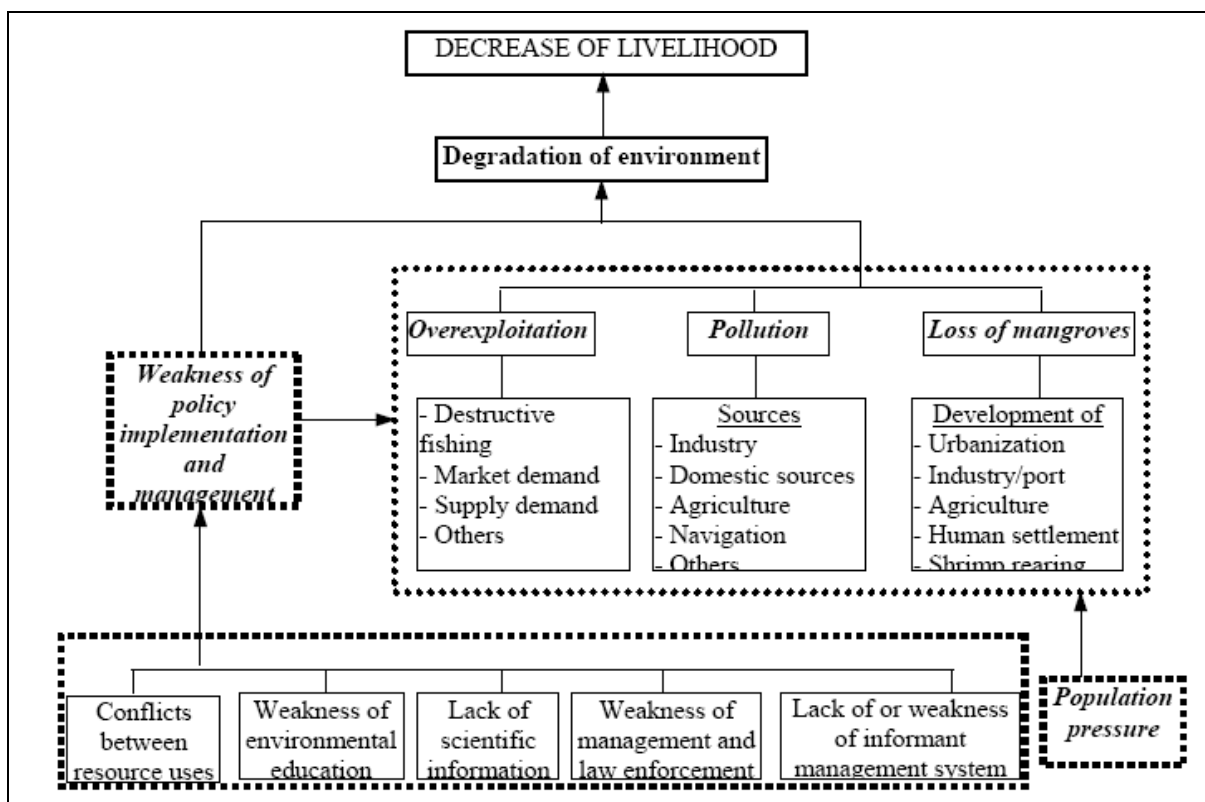 DECREASE OF LIVELIHOOD
Degradation of environment
Overexploitation
Pollution
Loss of mangroves
Weakness of
policy
implementation
and
management
- Destructive
fishing
- Market demand
- Supply demand
- Others
Sources
- Industry
- Domestic sources
- Agriculture
- Navigation
- Others
Development of
- Urbanization
- Industry/port
- Agriculture
- Human settlement
- Shrimp rearing
Conflicts
between
resource uses
Weakness of
environmental
education
Lack of
scientific
information
Weakness of
management and
law enforcement
Lack of or weakness
of informant
management system
Population
pressure